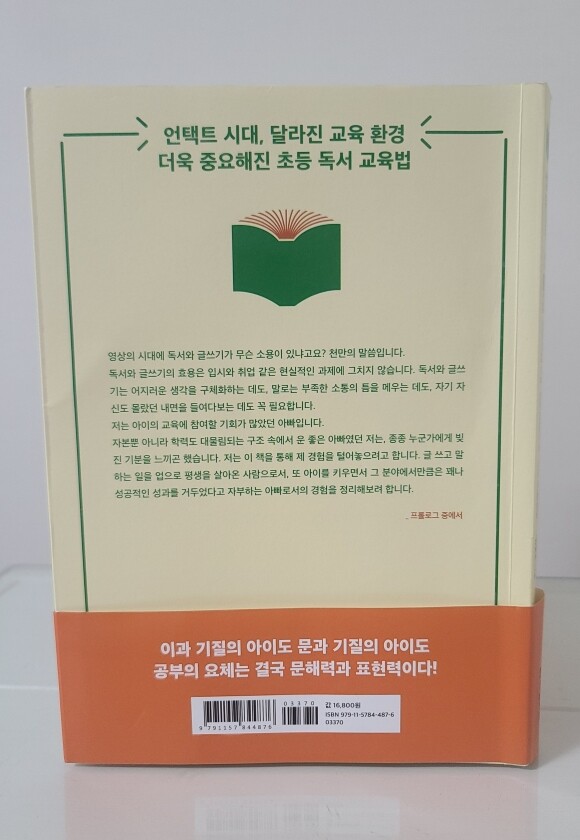 언택트 시대, 달라진 교육 환경
더욱 중요해진 초등 독서 교육법
영상의 시대에 독서와 글쓰기가 무슨 소용이 있냐고요? 천만의 말씀입니다.
독서와 글쓰기의 효용은 입시와 취업 같은 현실적인 과제에 그치지 않습니다. 독서와 글쓰
기는 어지러운 생각을 구체화하는 데도, 말로는 부족한 소통의 틈을 메우는 데도, 자기 자
신도 몰랐던 내면을 들여다보는 데도 꼭 필요합니다.
저는 아이의 교육에 참여할 기회가 많았던 아빠입니다.
자본뿐 아니라 학력도 대물림되는 구조 속에서 운 좋은 아빠였던 저는, 종종 누군가에게 빚
진 기분을 느끼곤 했습니다. 저는 이 책을 통해 제 경험을 털어놓으려고 합니다. 글 쓰고 말
하는 일을 업으로 평생을 살아온 사람으로서, 또 아이를 키우면서 그 분야에서만큼은 꽤나
성공적인 성과를 거두었다고 자부하는 아빠로서의 경험을 정리해보려 합니다.
_ 프롤로그 중에서
이과 기질의 아이도 문과 기질의 아이도
공부의 요체는 결국 문해력과 표현력이다!
03370
9 791157 844876
값 16,800원
ISBN 979-11-5784-487-6
03370